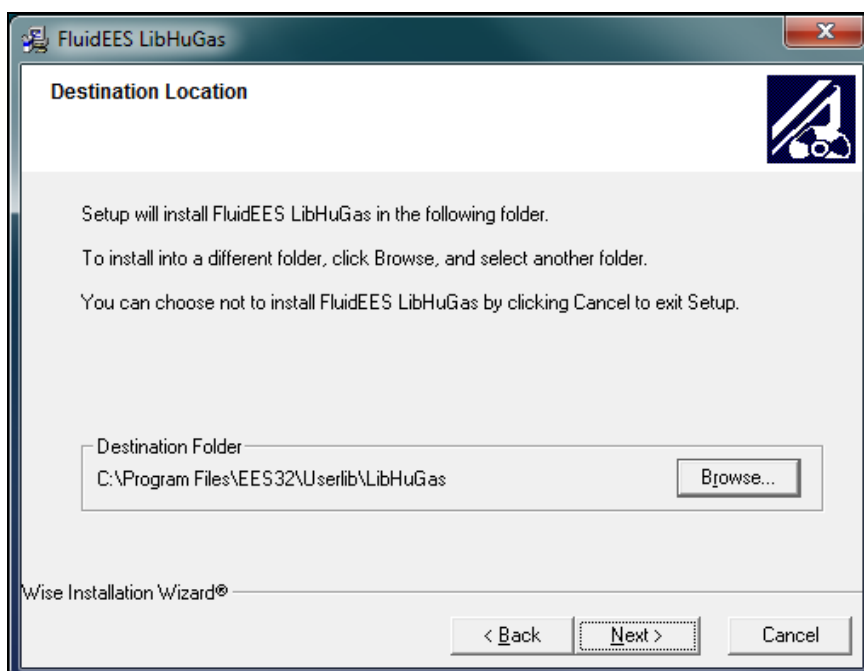 FluidEES LibHuGas
Destination Location
Setup will install FluidEES LibHuGas in the following folder.
To install into a different folder, click Browse, and select another folder.
You can choose not to install FluidEES LibHuGas by clicking Cancel to exit Setup.
Destination Folder
C:\Program Files\EES32\Userlib\LibHuGas
Browse...
Wise Installation Wizard®
< Back
Next >
Cancel